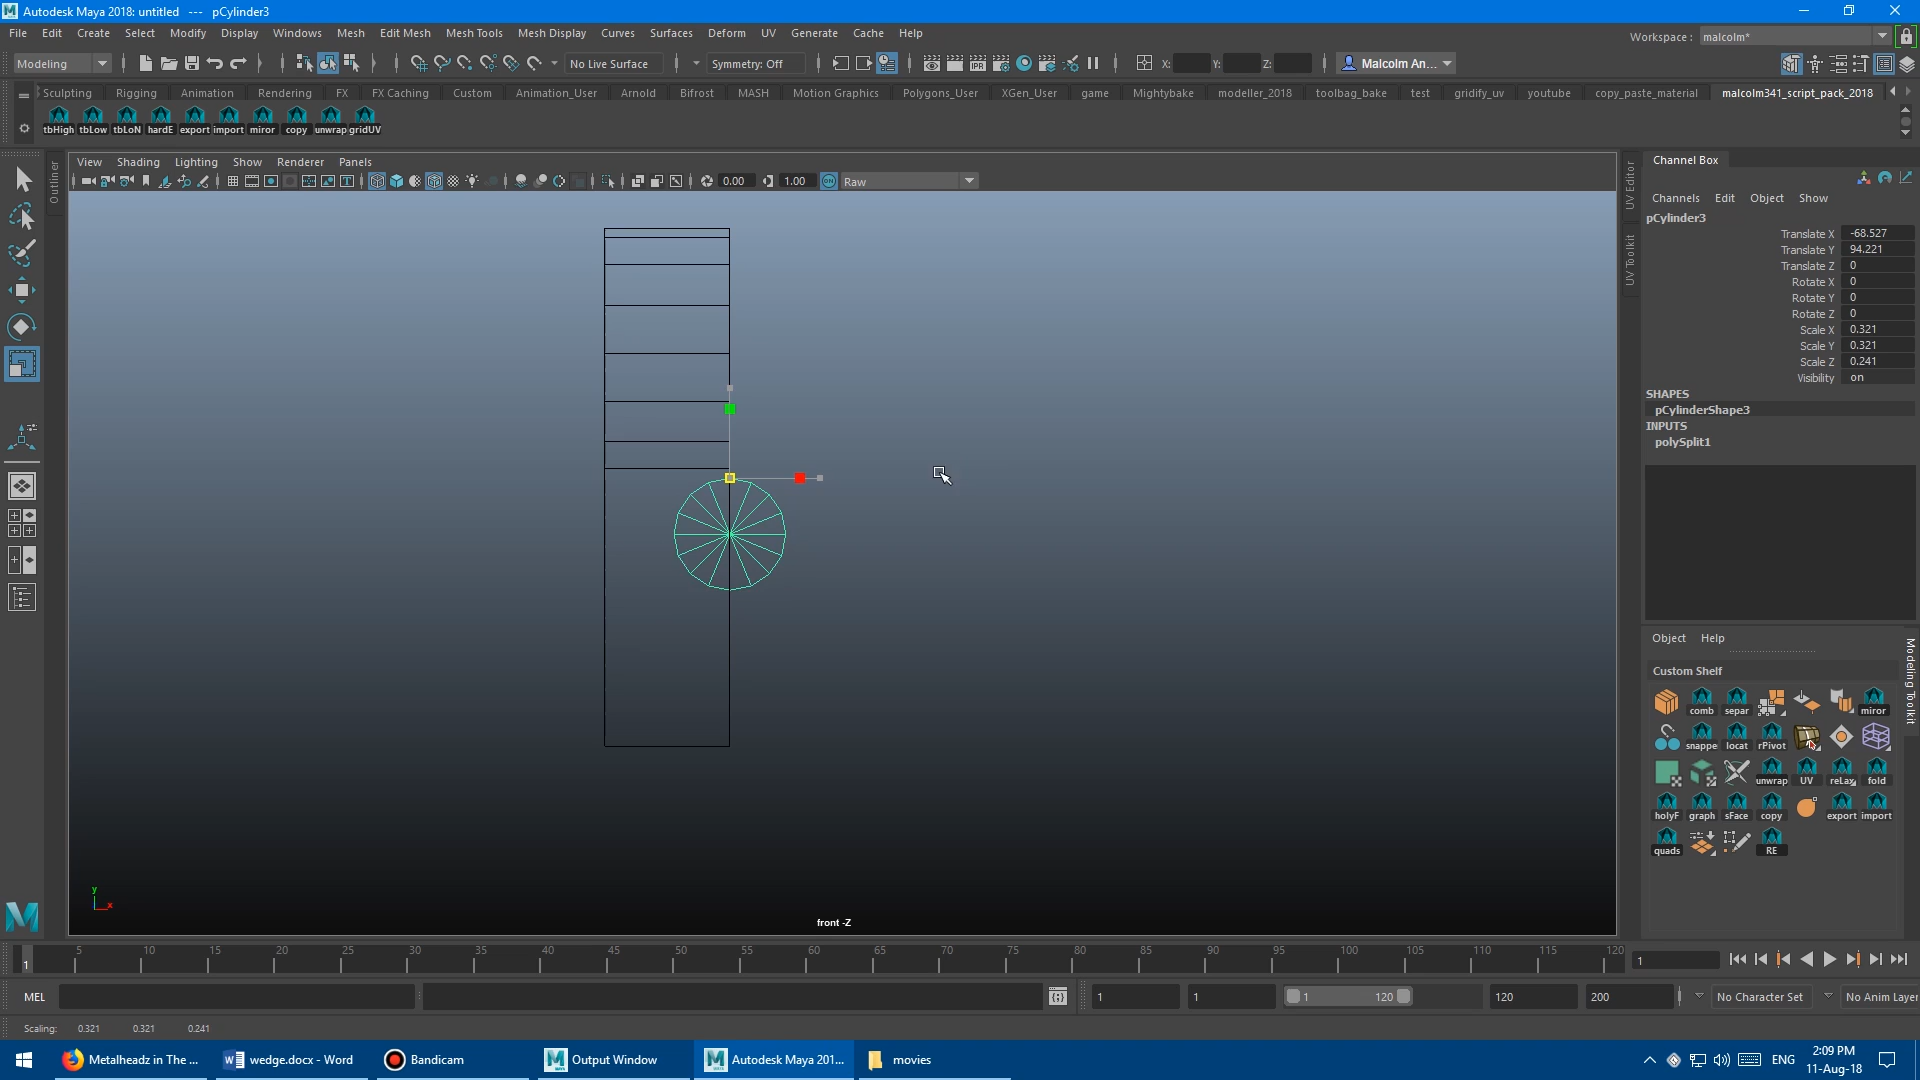 Autodesk Maya 2018: untitled   ---   pCylinder3
File Edit Create Select Modify Display Windows Mesh Edit Mesh Mesh Tools Mesh Display Curves Surfaces Deform UV Generate Cache Help
Workspace : malcolm*
Modeling No Live Surface Symmetry: Off X: Y: Z: Malcolm An...
Sculpting Rigging Animation Rendering FX FX Caching Custom Animation_User Arnold Bifrost MASH Motion Graphics Polygons_User XGen_User game Mightybake modeller_2018 toolbag_bake test gridify_uv youtube copy_paste_material malcolm341_script_pack_2018
tbHigh tbLow tbLoN hardE export import miror copy unwrap gridUV
Outliner
View Shading Lighting Show Renderer Panels
0.00 1.00 ON Raw
UV Editor
UV Toolkit
front -Z
y
x
Channel Box
Channels Edit Object Show
pCylinder3
Translate X -68.527
Translate Y 94.221
Translate Z 0
Rotate X 0
Rotate Y 0
Rotate Z 0
Scale X 0.321
Scale Y 0.321
Scale Z 0.241
Visibility on
SHAPES
pCylinderShape3
INPUTS
polySplit1
Object Help
Custom Shelf
Modeling Toolkit
comb separ miror
snappe locat rPivot
unwrap UV reLax fold
holyF graph sFace copy export import
quads RE
1 5 10 15 20 25 30 35 40 45 50 55 60 65 70 75 80 85 90 95 100 105 110 115 120 1
MEL 1 1 1 120 120 200 No Character Set No Anim Layer
Scaling: 0.321 0.321 0.241
Metalheadz in The ... wedge.docx - Word Bandicam Output Window Autodesk Maya 201... movies ENG 2:09 PM
11-Aug-18